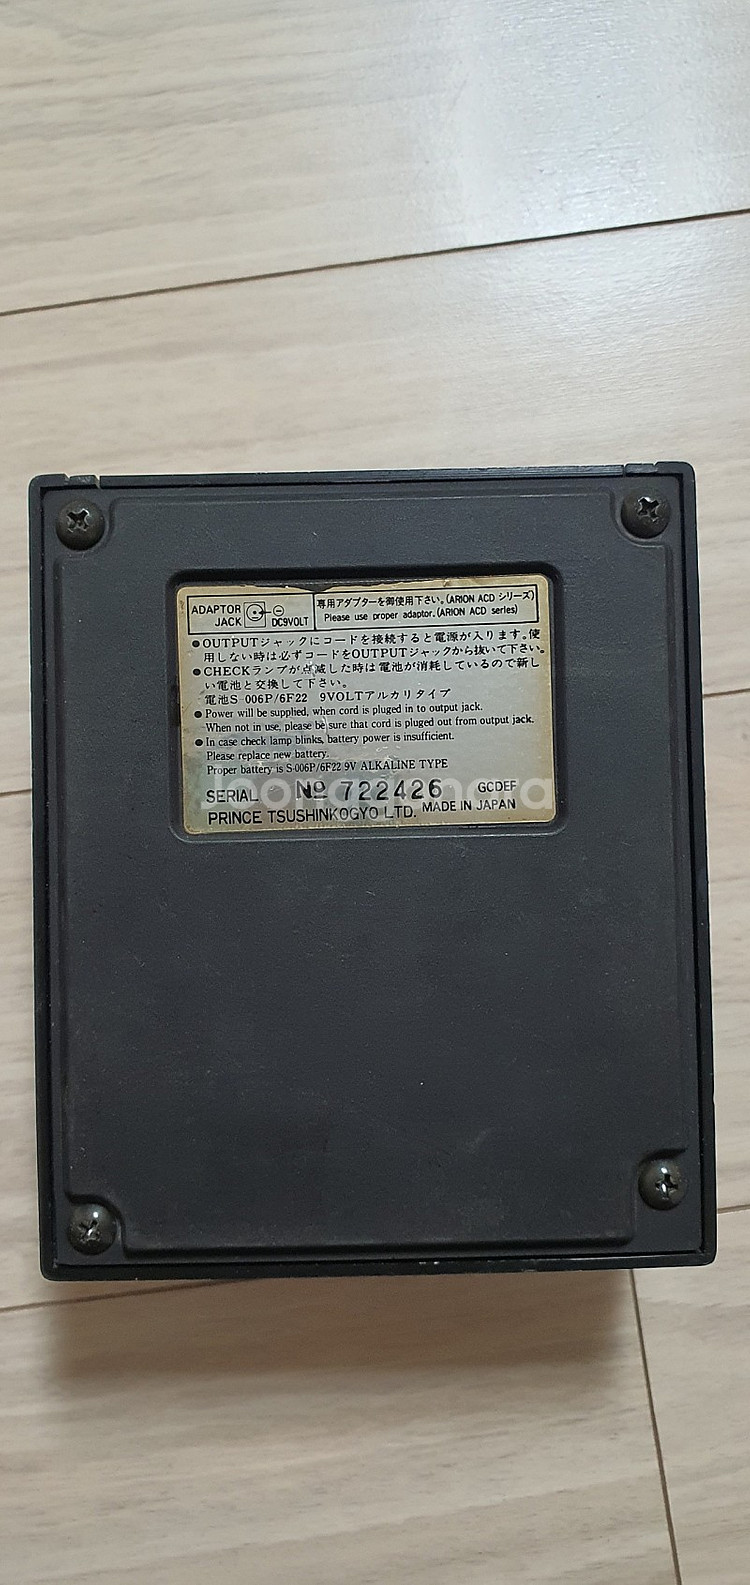 ADAPTOR JACK DC9VOLT
専用アダプターを御使用下さい。(ARION ACD シリーズ)
Please use proper adaptor. (ARION ACD series)
●OUTPUTジャックにコードを接続すると電源が入ります。使
用しない時は必ずコードをOUTPUTジャックから抜いて下さい。
●CHECKランプが点滅した時は電池が消耗しているので新し
い電池と交換して下さい。
電池S-006P/6F22 9VOLTアルカリタイプ
●Power will be supplied, when cord is pluged in to output jack.
When not in use, please be sure that cord is pluged out from output jack.
●In case check lamp blinks, battery power is insufficient.
Please replace new battery.
Proper battery is S-006P/6F22 9V ALKALINE TYPE
SERIAL № 722426 GCDEF
PRINCE TSUSHINKOGYO LTD. MADE IN JAPAN
Joongonara